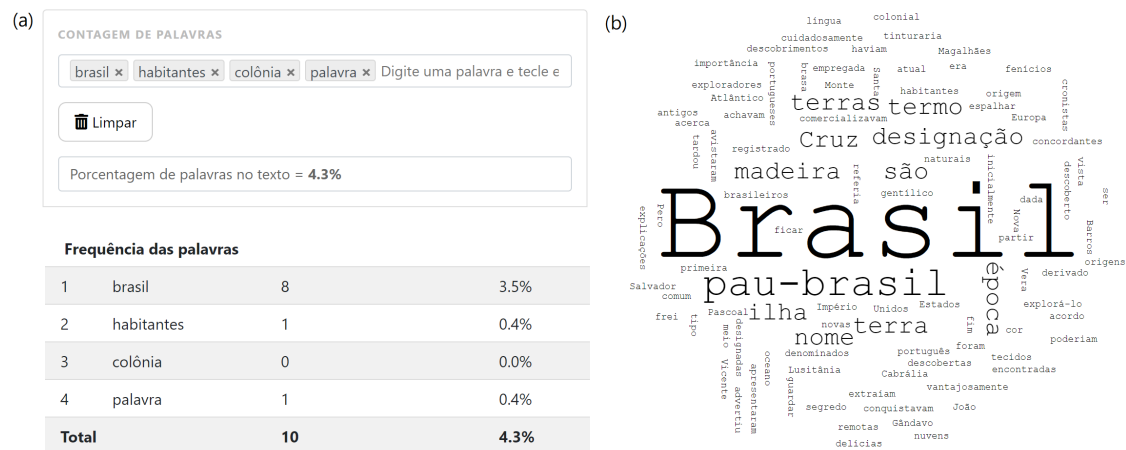 (a)
CONTAGEM DE PALAVRAS
brasil × habitantes × colônia × palavra × Digite uma palavra e tecle e
Limpar
Porcentagem de palavras no texto = 4.3%
Frequência das palavras
1 brasil 8 3.5%
2 habitantes 1 0.4%
3 colônia 0 0.0%
4 palavra 1 0.4%
Total 10 4.3%
(b)
colonial
língua
cuidadosamente
tinturaria
descobrimentos
haviam
Magalhães
importância
portugueses
brasa
empregada
Santa
atual
era
fenícios
exploradores
Monte
habitantes
origem
cronistas
Atlântico
terras
termo
espalhar
antigos
achavam
comercializavam
Europa
acerca
avistaram
tardou
Cruz
designação
concordantes
registrado
naturais
inicialmente
vista
descoberto
madeira
referia
são
ser
brasileiros
gentílico
dada
Pero
explicações
Brasil
ficar
Nova
partir
Barros
origens
primeira
pau-brasil
época
Vera
derivado
Salvador
comum
explorá-lo
frei
tipo
Pascoal
ilha
Império
Unidos
Estados
fim
acordo
meio
designadas
novas
terra
cor
poderiam
nome
foram
denominados
português
tecidos
oceano
Lusitânia
descobertas
encontradas
Vicente
apresentaram
guardar
Cabrália
vantajosamente
advertiu
extraíam
segredo
conquistavam
João
remotas
Gândavo
nuvens
delícias